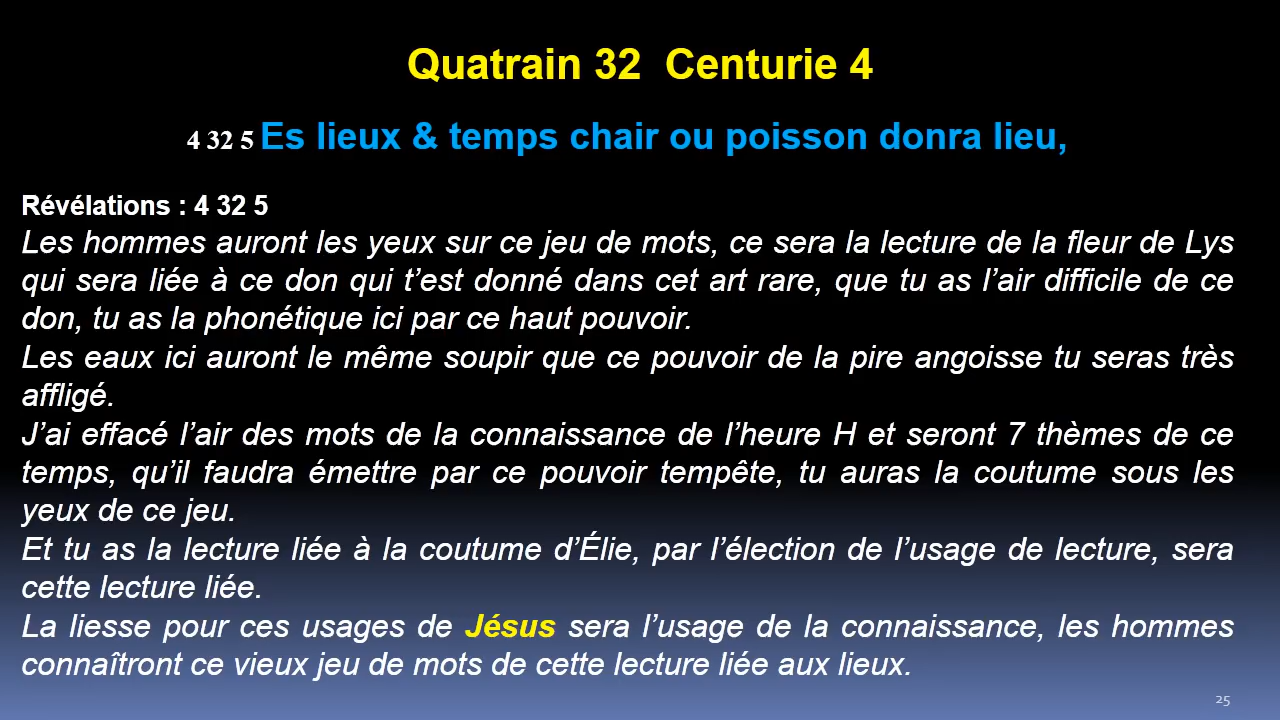 Quatrain 32 Centurie 4
4 32 5 Es lieux & temps chair ou poisson donra lieu,
Révélations : 4 32 5
Les hommes auront les yeux sur ce jeu de mots, ce sera la lecture de la fleur de Lys
qui sera liée à ce don qui t’est donné dans cet art rare, que tu as l’air difficile de ce
don, tu as la phonétique ici par ce haut pouvoir.
Les eaux ici auront le même soupir que ce pouvoir de la pire angoisse tu seras très
affligé.
J’ai effacé l’air des mots de la connaissance de l’heure H et seront 7 thèmes de ce
temps, qu’il faudra émettre par ce pouvoir tempête, tu auras la coutume sous les
yeux de ce jeu.
Et tu as la lecture liée à la coutume d’Élie, par l’élection de l’usage de lecture, sera
cette lecture liée.
La liesse pour ces usages de Jésus sera l’usage de la connaissance, les hommes
connaîtront ce vieux jeu de mots de cette lecture liée aux lieux.
25